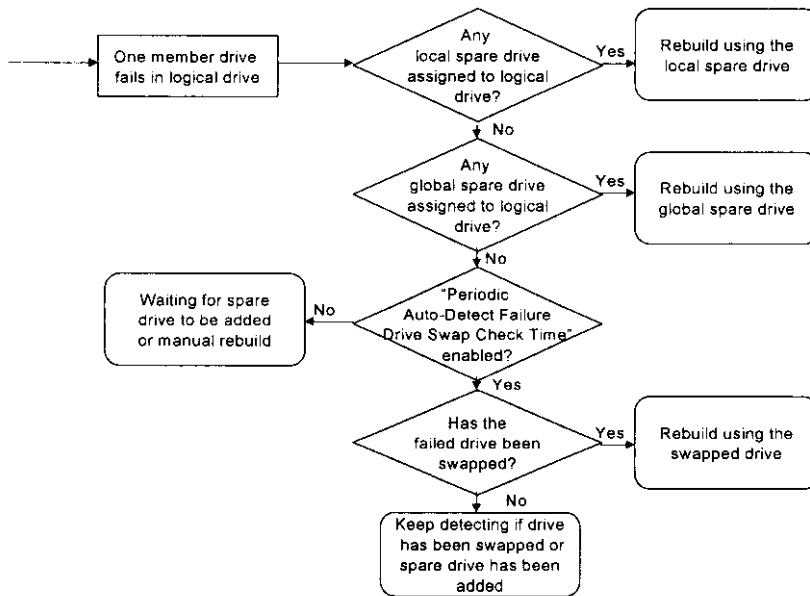 One member drive
fails in logical drive
Any
local spare drive
assigned to logical
drive?
Yes
Rebuild using the
local spare drive
No
Any
global spare drive
assigned to logical
drive?
Yes
Rebuild using the
global spare drive
No
"Periodic
Auto-Detect Failure
Drive Swap Check Time"
enabled?
No
Waiting for spare
drive to be added
or manual rebuild
Yes
Has the
failed drive been
swapped?
Yes
Rebuild using the
swapped drive
No
Keep detecting if drive
has been swapped or
spare drive has been
added